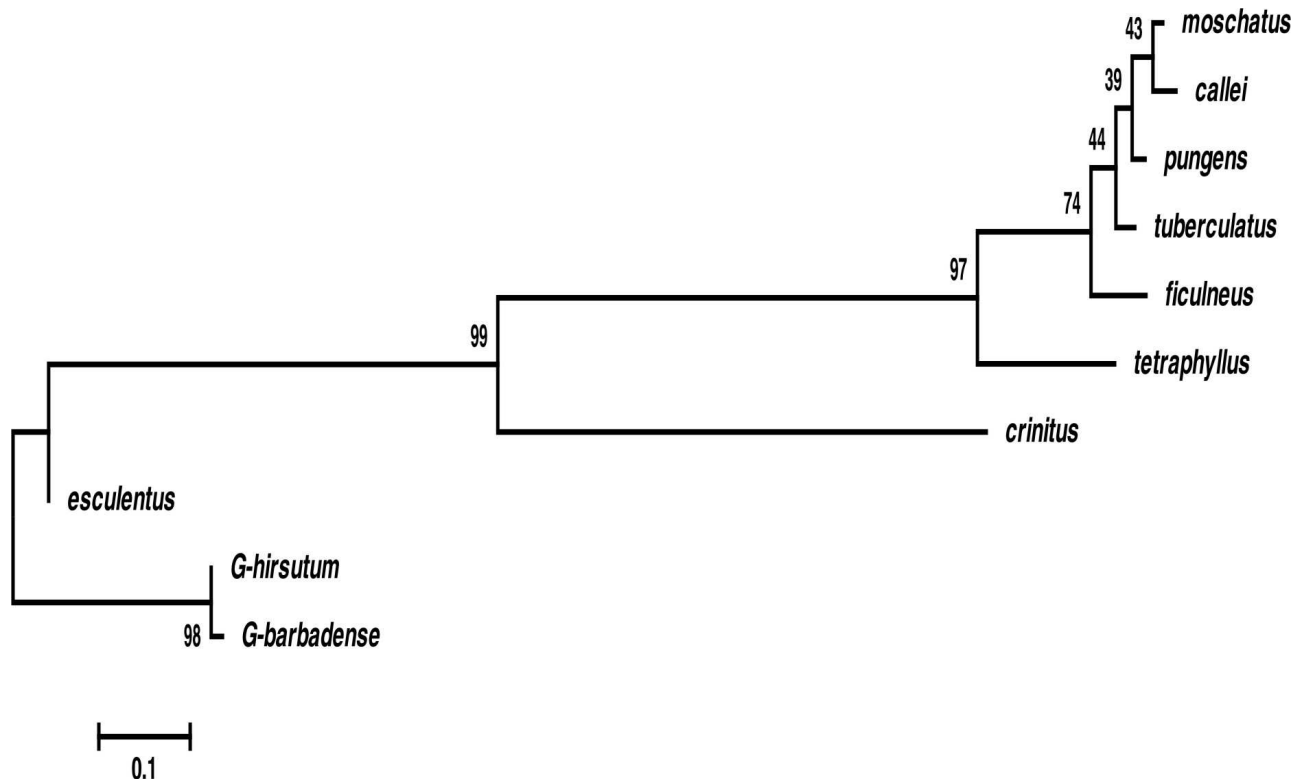 43
moschatus
39
callei
44
pungens
74
tuberculatus
97
ficulneus
99
tetraphyllus
crinitus
esculentus
G-hirsutum
98
G-barbadense
0.1